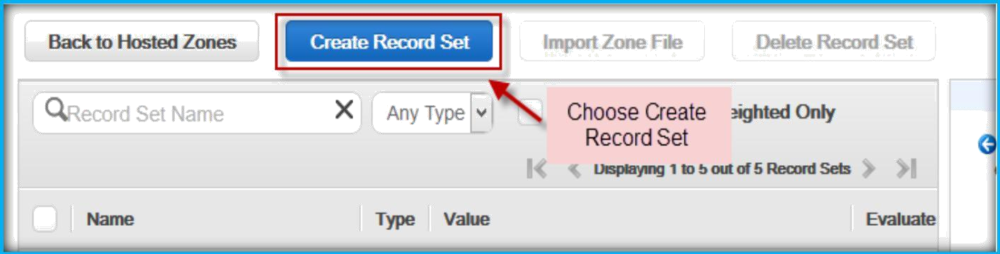 Back to Hosted Zones
Create Record Set
Import Zone File
Delete Record Set
Record Set Name
Any Type
eighted Only
Choose Create
Record Set
Displaying 1 to 5 out of 5 Record Sets
Name
Type
Value
Evaluate